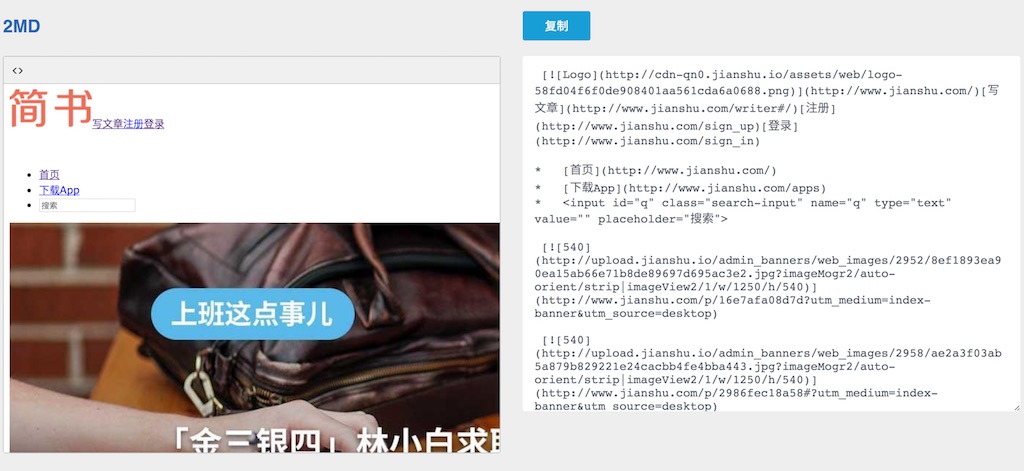 2MD
复制
<>
简书 写文章注册登录
首页
下载App
搜索
上班这点事儿
「金三银四」林小白求职
[![Logo](http://cdn-qn0.jianshu.io/assets/web/logo-
58fd04f6f0de908401aa561cda6a0688.png)](http://www.jianshu.com/)[写
文章](http://www.jianshu.com/writer#/)[注册]
(http://www.jianshu.com/sign_up)[登录]
(http://www.jianshu.com/sign_in)
* [首页](http://www.jianshu.com/)
* [下载App](http://www.jianshu.com/apps)
* <input id="q" class="search-input" name="q" type="text"
value="" placeholder="搜索">
[![540]
(http://upload.jianshu.io/admin_banners/web_images/2952/8ef1893ea9
0ea15ab66e71b8de89697d695ac3e2.jpg?imageMogr2/auto-
orient/strip|imageView2/1/w/1250/h/540)]
(http://www.jianshu.com/p/16e7afa08d7d?utm_medium=index-
banner&utm_source=desktop)
[![540]
(http://upload.jianshu.io/admin_banners/web_images/2958/ae2a3f03ab
5a879b829221e24cacbb4fe4bba443.jpg?imageMogr2/auto-
orient/strip|imageView2/1/w/1250/h/540)]
(http://www.jianshu.com/p/2986fec18a58#?utm_medium=index-
banner&utm_source=desktop)